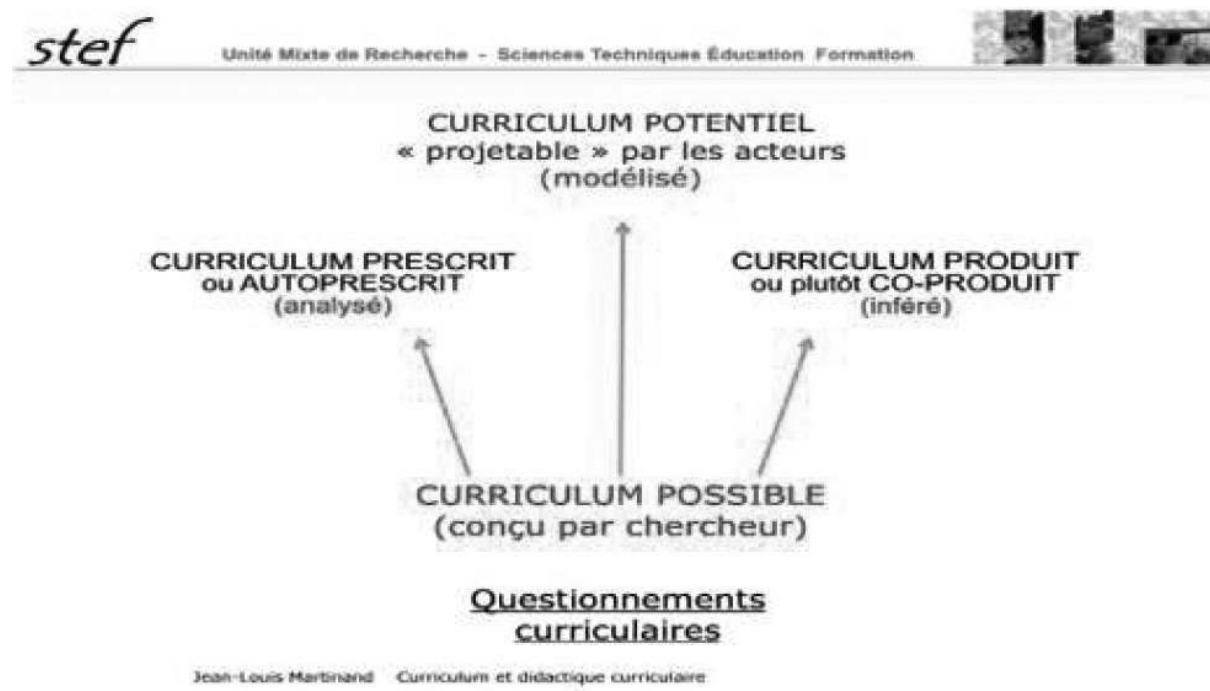 stef
Unité Mixte de Recherche - Sciences Techniques Éducation Formation
CURRICULUM POTENTIEL
« projetable » par les acteurs
(modélisé)
CURRICULUM PRESCRIT
ou AUTOPRESCRIT
(analysé)
CURRICULUM PRODUIT
ou plutôt CO-PRODUIT
(inféré)
CURRICULUM POSSIBLE
(conçu par chercheur)
Questionnements
curriculaires
Jean-Louis Martinand Curriculum et didactique curriculaire